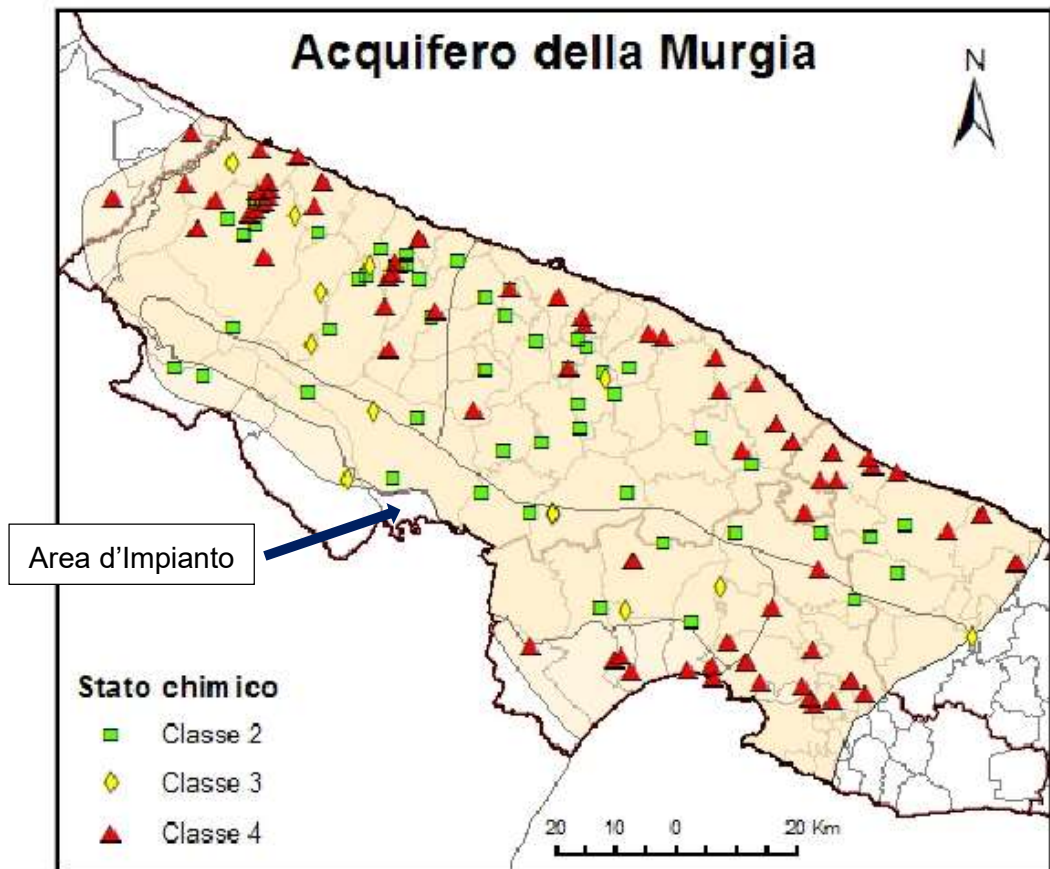 Acquifero della Murgia
N
Area d'Impianto
Stato chimico
Classe 2
Classe 3
Classe 4
20 10 0 20 Km